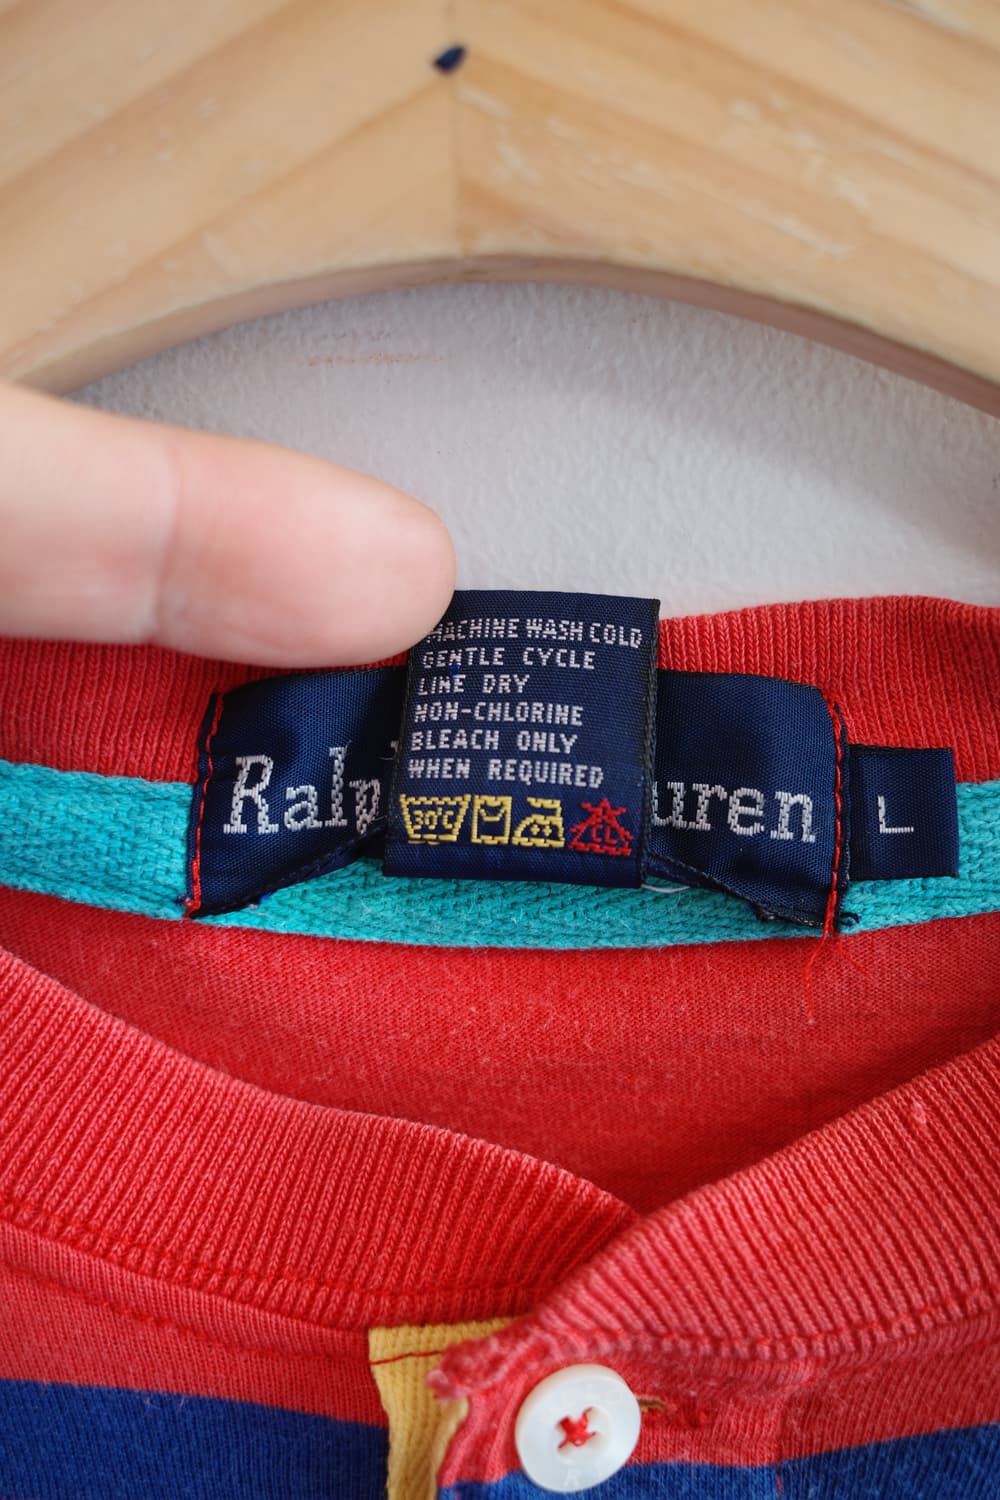 MACHINE WASH COLD
GENTLE CYCLE
LINE DRY
NON-CHLORINE
BLEACH ONLY
WHEN REQUIRED
30°C CL
Ralp uren
L